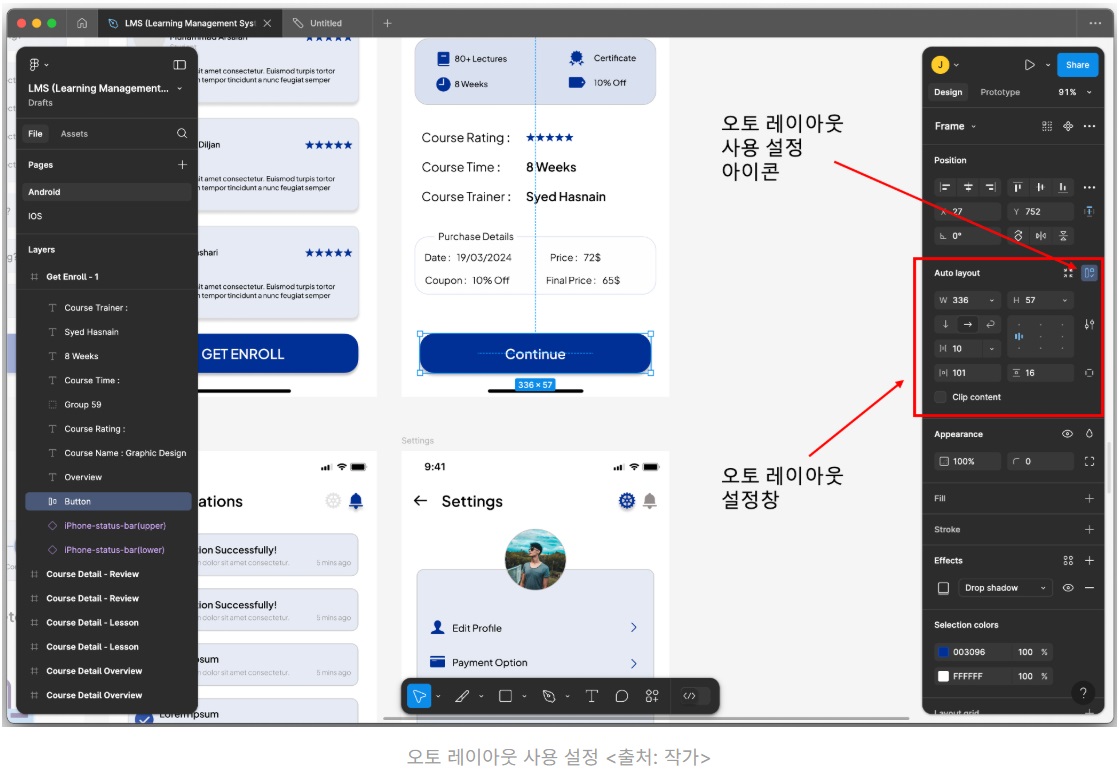 LMS (Learning Management Syst
Untitled
LMS (Learning Management...
Drafts
File
Assets
Pages
Android
IOS
Layers
Get Enroll - 1
Course Trainer :
Syed Hasnain
8 Weeks
Course Time :
Group 59
Course Rating :
Course Name : Graphic Design
Overview
Button
iPhone-status-bar(upper)
iPhone-status-bar(lower)
Course Detail - Review
Course Detail - Review
Course Detail - Lesson
Course Detail - Lesson
Course Detail Overview
Course Detail Overview
Muhammad Arsalan
sit amet consectetur. Euismod turpis tortor
n tempor tincidunt a nunc feugiat semper
Diljan
sit amet consectetur. Euismod turpis tortor
n tempor tincidunt a nunc feugiat semper
shari
sit amet consectetur. Euismod turpis tortor
n tempor tincidunt a nunc feugiat semper
GET ENROLL
80+ Lectures
Certificate
8 Weeks
10% Off
Course Rating :
Course Time :
8 Weeks
Course Trainer :
Syed Hasnain
Purchase Details
Date : 19/03/2024
Price : 72$
Coupon : 10% Off
Final Price : 65$
Continue
336 × 57
ations
ion Successfully!
dolor sit amet consectetur.
5 mins ago
ion Successfully!
dolor sit amet consectetur.
5 mins ago
psum
dolor sit amet consectetur.
5 mins ago
Lorem Ipsum
Settings
9:41
Settings
Edit Profile
Payment Option
오토 레이아웃
사용 설정
아이콘
오토 레이아웃
설정창
J
Share
Design
Prototype
91%
Frame
Position
X 27
Y 752
0°
Auto layout
W 336
H 57
10
101
16
Clip content
Appearance
100%
0
Fill
Stroke
Effects
Drop shadow
Selection colors
003096 100 %
FFFFFF 100 %
?
Layout grid
오토 레이아웃 사용 설정 <출처: 작가>